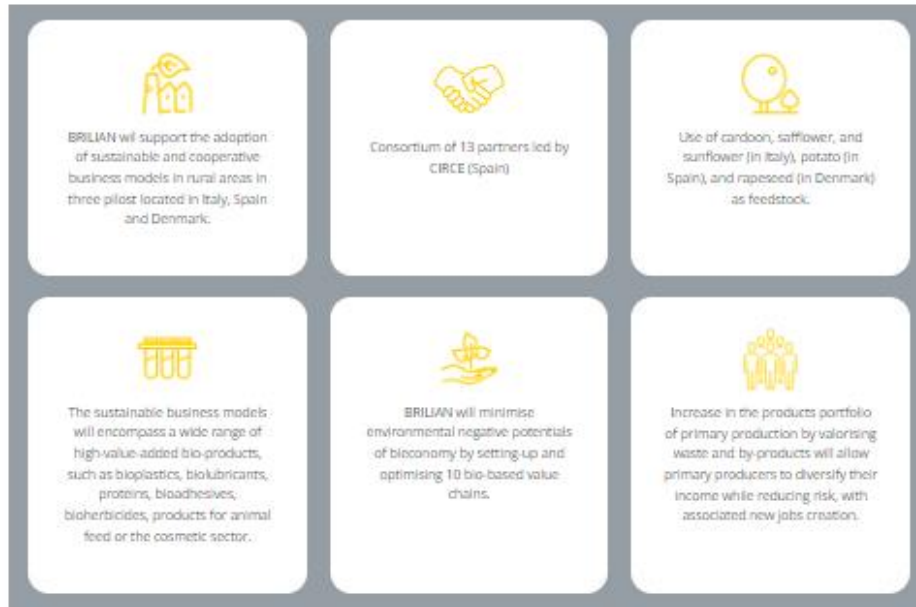 BRILIAN wil support the adoption
of sustainable and cooperative
business models in rural areas in
three pilost located in Italy, Spain
and Denmark.
Consortium of 13 partners led by
CIRCE (Spain)
Use of cardoon, safflower, and
sunflower (in Italy), potato (in
Spain), and rapeseed (in Denmark)
as feedstock.
The sustainable business models
will encompass a wide range of
high-value-added bio-products,
such as bioplastics, biolubricants,
proteins, bioadhesives,
bioherbicides, products for animal
feed or the cosmetic sector.
BRILIAN will minimise
environmental negative potentials
of bieconomy by setting-up and
optimising 10 bio-based value
chains.
Increase in the products portfolio
of primary production by valorising
waste and by-products will allow
primary producers to diversify their
income while reducing risk, with
associated new jobs creation.